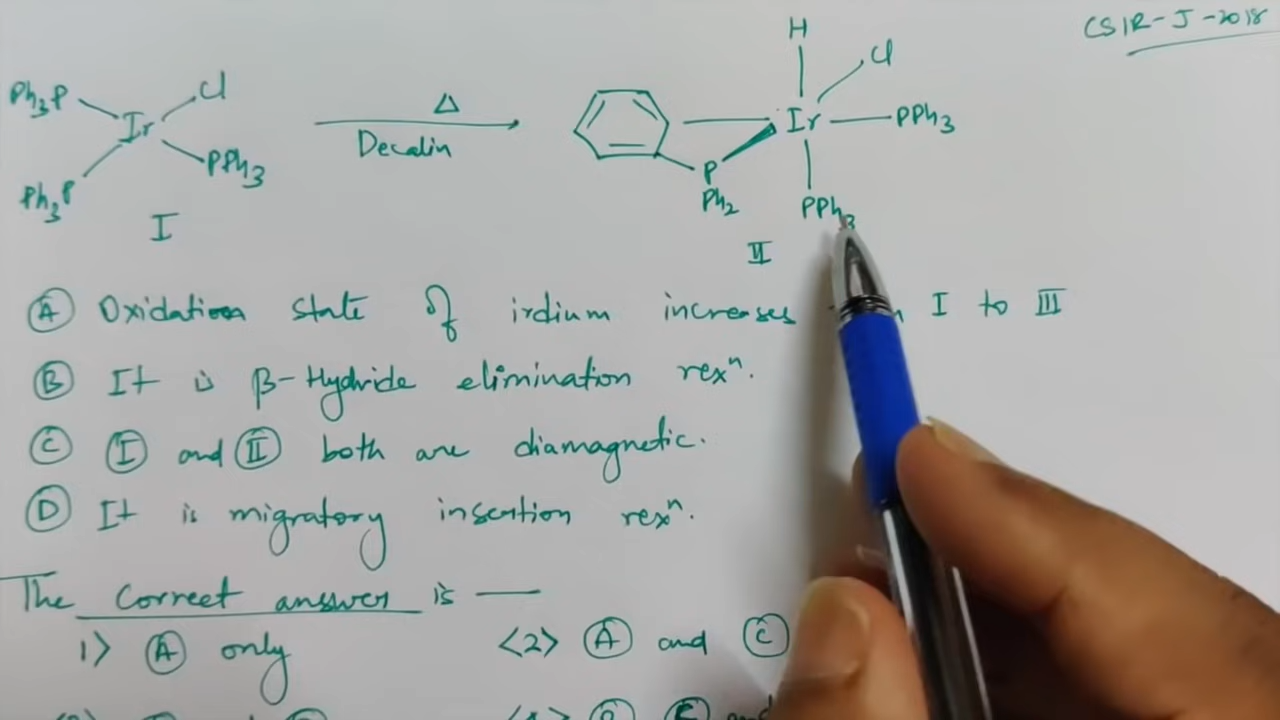 CSIR-J-2018
Ph3P Cl
Ir
Ph3P PPh3
I
Δ
Decalin
H
Cl
Ir PPh3
P
Ph2
PPh3
II
(A) Oxidation state of irdium increases I to III
(B) It is β-Hydride elimination rexn.
(C) (I) and (II) both are diamagnetic.
(D) It is migratory insertion rexn.
The correct answer is —
1> (A) only <2> (A) and (C)